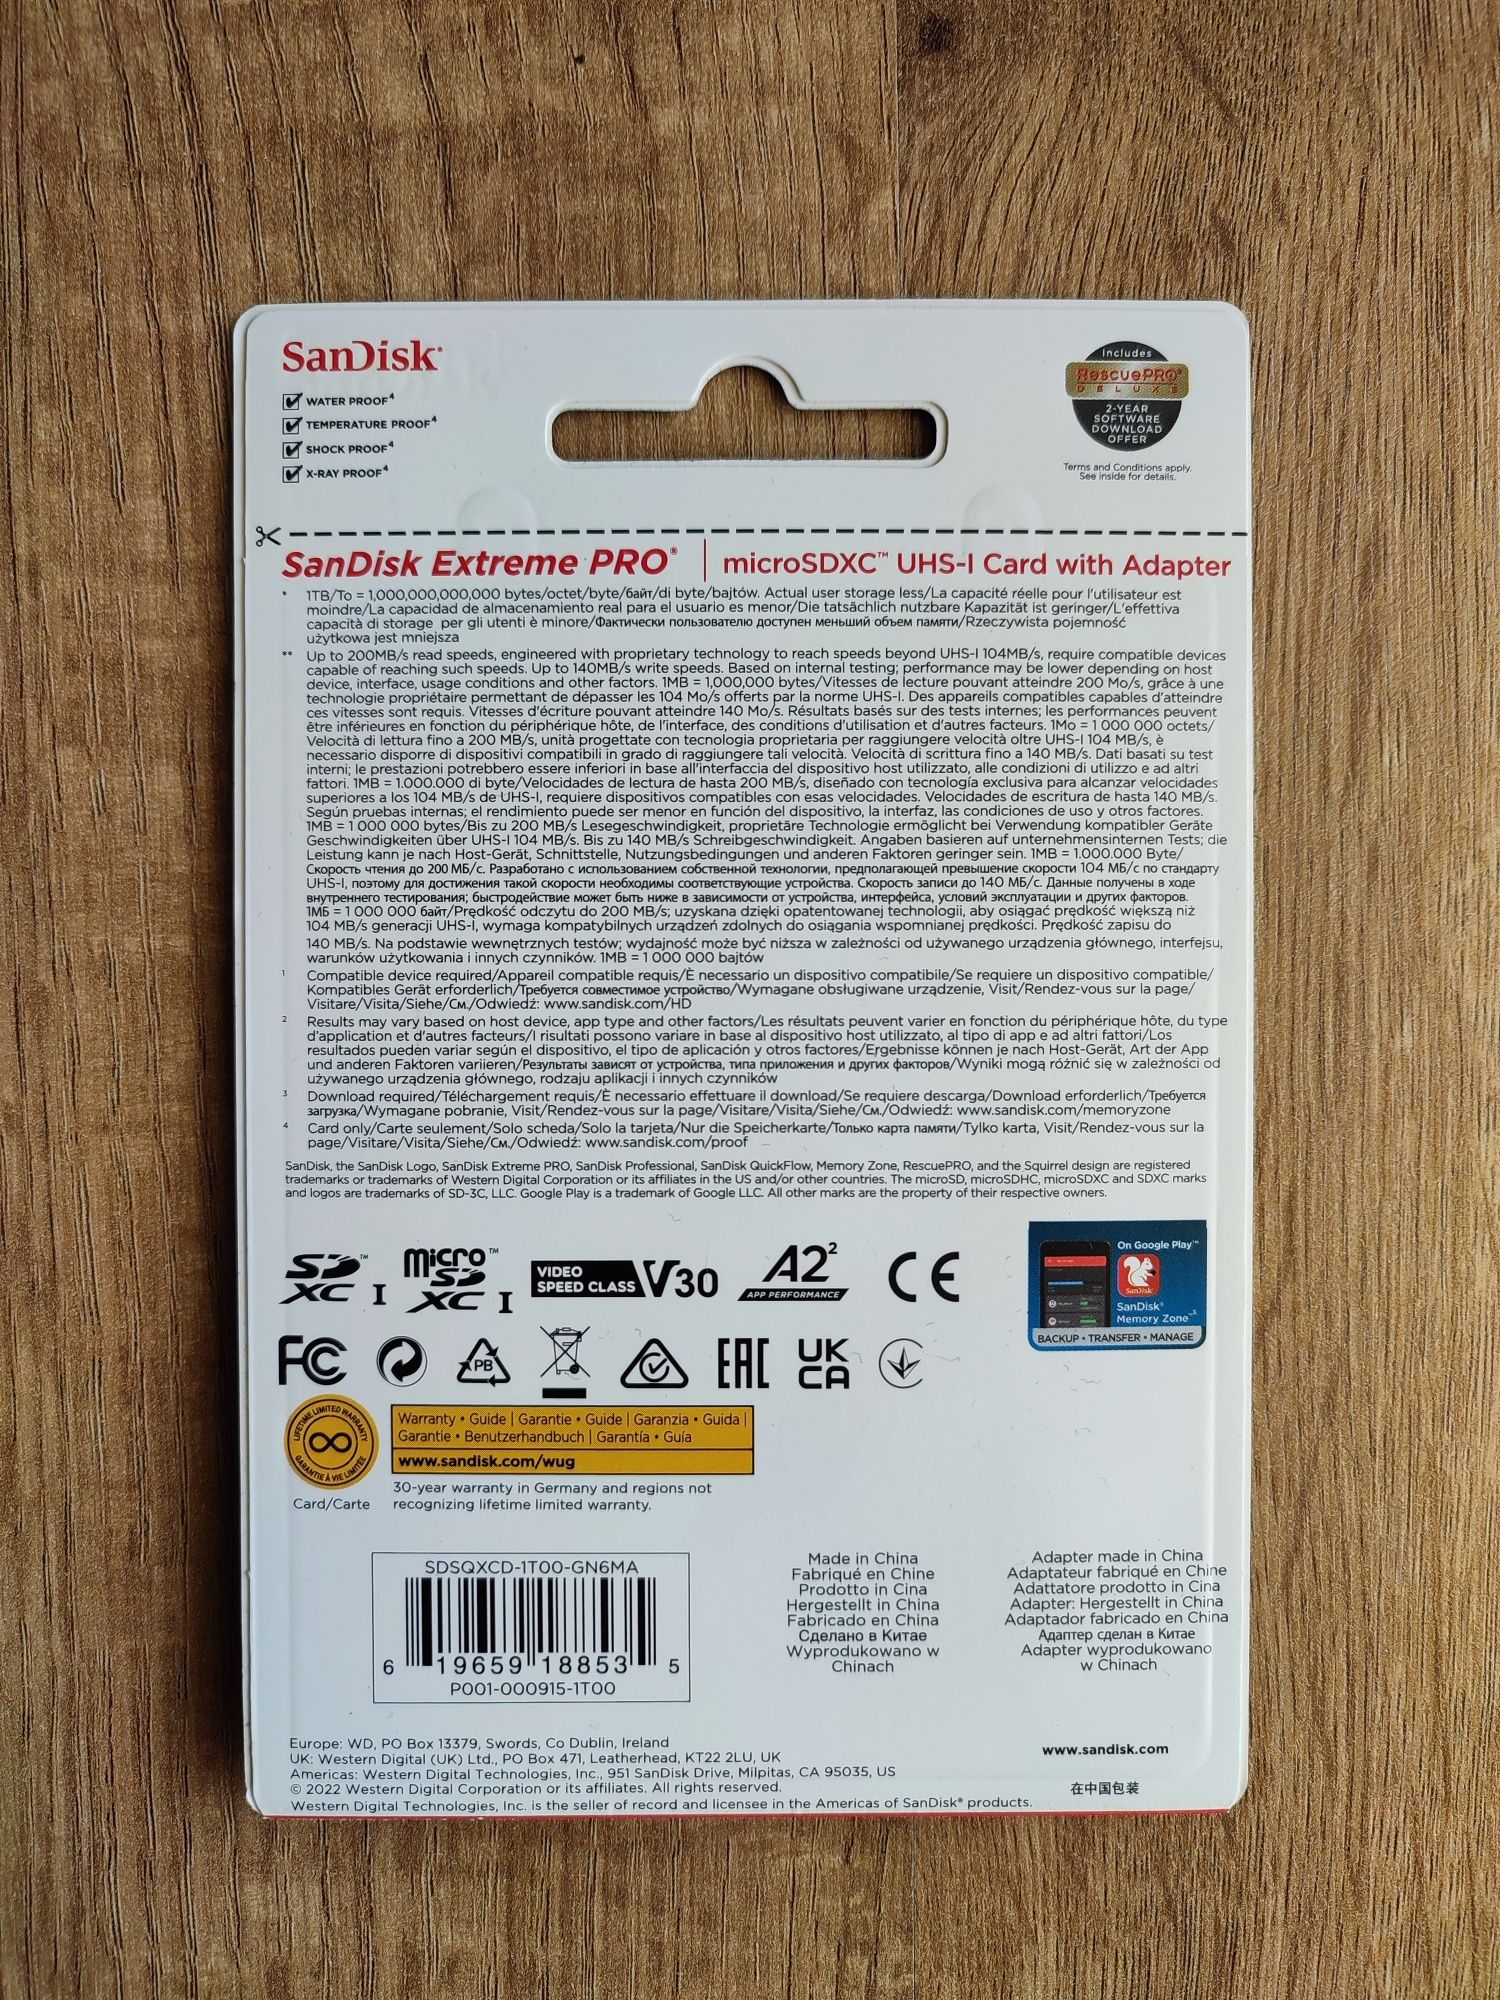 SanDisk®
WATER PROOF⁴
TEMPERATURE PROOF⁴
SHOCK PROOF⁴
X-RAY PROOF⁴
Includes
RescuePRO®
DELUXE
2-YEAR
SOFTWARE
DOWNLOAD
OFFER
Terms and Conditions apply.
See inside for details.
SanDisk Extreme PRO® | microSDXC™ UHS-I Card with Adapter
* 1TB/To = 1,000,000,000,000 bytes/octet/byte/байт/di byte/bajtów. Actual user storage less/La capacité réelle pour l'utilisateur est
moindre/La capacidad de almacenamiento real para el usuario es menor/Die tatsächlich nutzbare Kapazität ist geringer/L'effettiva
capacità di storage per gli utenti è minore/Фактически пользователю доступен меньший объем памяти/Rzeczywista pojemność
użytkowa jest mniejsza
** Up to 200MB/s read speeds, engineered with proprietary technology to reach speeds beyond UHS-I 104MB/s, require compatible devices
capable of reaching such speeds. Up to 140MB/s write speeds. Based on internal testing; performance may be lower depending on host
device, interface, usage conditions and other factors. 1MB = 1,000,000 bytes/Vitesses de lecture pouvant atteindre 200 Mo/s, grâce à une
technologie propriétaire permettant de dépasser les 104 Mo/s offerts par la norme UHS-I. Des appareils compatibles capables d'atteindre
ces vitesses sont requis. Vitesses d'écriture pouvant atteindre 140 Mo/s. Résultats basés sur des tests internes; les performances peuvent
être inférieures en fonction du périphérique hôte, de l'interface, des conditions d'utilisation et d'autres facteurs. 1Mo = 1 000 000 octets/
Velocità di lettura fino a 200 MB/s, unità progettate con tecnologia proprietaria per raggiungere velocità oltre UHS-I 104 MB/s, è
necessario disporre di dispositivi compatibili in grado di raggiungere tali velocità. Velocità di scrittura fino a 140 MB/s. Dati basati su test
interni; le prestazioni potrebbero essere inferiori in base all'interfaccia del dispositivo host utilizzato, alle condizioni di utilizzo e ad altri
fattori. 1MB = 1.000.000 di byte/Velocidades de lectura de hasta 200 MB/s, diseñado con tecnología exclusiva para alcanzar velocidades
superiores a los 104 MB/s de UHS-I, requiere dispositivos compatibles con esas velocidades. Velocidades de escritura de hasta 140 MB/s.
Según pruebas internas; el rendimiento puede ser menor en función del dispositivo, la interfaz, las condiciones de uso y otros factores.
1MB = 1 000 000 bytes/Bis zu 200 MB/s Lesegeschwindigkeit, proprietäre Technologie ermöglicht bei Verwendung kompatibler Geräte
Geschwindigkeiten über UHS-I 104 MB/s. Bis zu 140 MB/s Schreibgeschwindigkeit. Angaben basieren auf unternehmensinternen Tests; die
Leistung kann je nach Host-Gerät, Schnittstelle, Nutzungsbedingungen und anderen Faktoren geringer sein. 1MB = 1.000.000 Byte/
Скорость чтения до 200 МБ/с. Разработано с использованием собственной технологии, предполагающей превышение скорости 104 МБ/с по стандарту
UHS-I, поэтому для достижения такой скорости необходимы соответствующие устройства. Скорость записи до 140 МБ/с. Данные получены в ходе
внутреннего тестирования; быстродействие может быть ниже в зависимости от устройства, интерфейса, условий эксплуатации и других факторов.
1МБ = 1 000 000 байт/Prędkość odczytu do 200 MB/s; uzyskana dzięki opatentowanej technologii, aby osiągać prędkość większą niż
104 MB/s generacji UHS-I, wymaga kompatybilnych urządzeń zdolnych do osiągania wspomnianej prędkości. Prędkość zapisu do
140 MB/s. Na podstawie wewnętrznych testów; wydajność może być niższa w zależności od używanego urządzenia głównego, interfejsu,
warunków użytkowania i innych czynników. 1MB = 1 000 000 bajtów
1 Compatible device required/Appareil compatible requis/È necessario un dispositivo compatibile/Se requiere un dispositivo compatible/
Kompatibles Gerät erforderlich/Требуется совместимое устройство/Wymagane obsługiwane urządzenie, Visit/Rendez-vous sur la page/
Visitare/Visita/Siehe/См./Odwiedź: www.sandisk.com/HD
2 Results may vary based on host device, app type and other factors/Les résultats peuvent varier en fonction du périphérique hôte, du type
d'application et d'autres facteurs/I risultati possono variare in base al dispositivo host utilizzato, al tipo di app e ad altri fattori/Los
resultados pueden variar según el dispositivo, el tipo de aplicación y otros factores/Ergebnisse können je nach Host-Gerät, Art der App
und anderen Faktoren variieren/Результаты зависят от устройства, типа приложения и других факторов/Wyniki mogą różnić się w zależności od
używanego urządzenia głównego, rodzaju aplikacji i innych czynników
3 Download required/Téléchargement requis/È necessario effettuare il download/Se requiere descarga/Download erforderlich/Требуется
загрузка/Wymagane pobranie, Visit/Rendez-vous sur la page/Visitare/Visita/Siehe/См./Odwiedź: www.sandisk.com/memoryzone
4 Card only/Carte seulement/Solo scheda/Solo la tarjeta/Nur die Speicherkarte/Только карта памяти/Tylko karta, Visit/Rendez-vous sur la
page/Visitare/Visita/Siehe/См./Odwiedź: www.sandisk.com/proof
SanDisk, the SanDisk Logo, SanDisk Extreme PRO, SanDisk Professional, SanDisk QuickFlow, Memory Zone, RescuePRO, and the Squirrel design are registered
trademarks or trademarks of Western Digital Corporation or its affiliates in the US and/or other countries. The microSD, microSDHC, microSDXC and SDXC marks
and logos are trademarks of SD-3C, LLC. Google Play is a trademark of Google LLC. All other marks are the property of their respective owners.
SD XC I™
micro SD XC I™
VIDEO
SPEED CLASS V30
A2²
APP PERFORMANCE
CE
On Google Play™
SanDisk
SanDisk®
Memory Zone™³
BACKUP • TRANSFER • MANAGE
FC
PB
EAC
UK
CA
LIFETIME LIMITED WARRANTY
GARANTIE À VIE LIMITÉE
Card/Carte
Warranty • Guide | Garantie • Guide | Garanzia • Guida |
Garantie • Benutzerhandbuch | Garantía • Guía
www.sandisk.com/wug
30-year warranty in Germany and regions not
recognizing lifetime limited warranty.
SDSQXCD-1T00-GN6MA
6 19659 18853 5
P001-000915-1T00
Made in China
Fabriqué en Chine
Prodotto in Cina
Hergestellt in China
Fabricado en China
Сделано в Китае
Wyprodukowano w
Chinach
Adapter made in China
Adaptateur fabriqué en Chine
Adattatore prodotto in Cina
Adapter: Hergestellt in China
Adaptador fabricado en China
Адаптер сделан в Китае
Adapter wyprodukowano
w Chinach
Europe: WD, PO Box 13379, Swords, Co Dublin, Ireland
UK: Western Digital (UK) Ltd., PO Box 471, Leatherhead, KT22 2LU, UK
Americas: Western Digital Technologies, Inc., 951 SanDisk Drive, Milpitas, CA 95035, US
© 2022 Western Digital Corporation or its affiliates. All rights reserved.
Western Digital Technologies, Inc. is the seller of record and licensee in the Americas of SanDisk® products.
www.sandisk.com
在中国包装